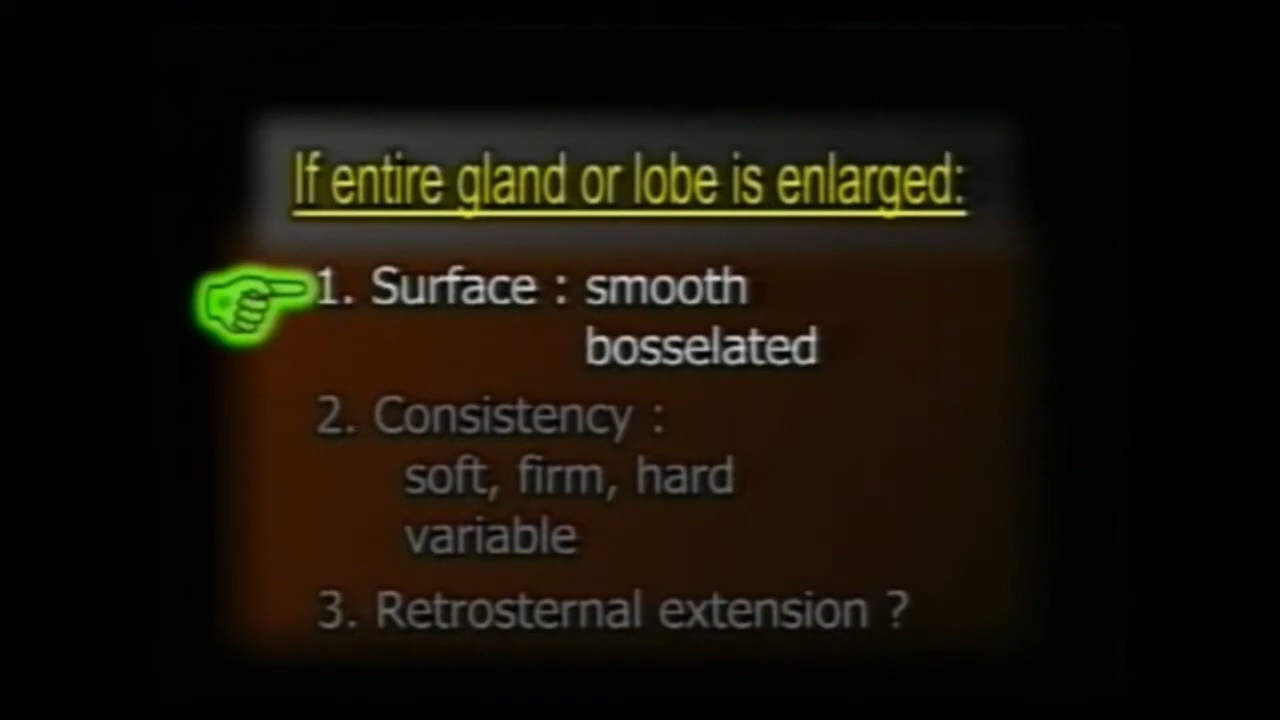 If entire gland or lobe is enlarged:
1. Surface : smooth
bosselated
2. Consistency :
soft, firm, hard
variable
3. Retrosternal extension ?